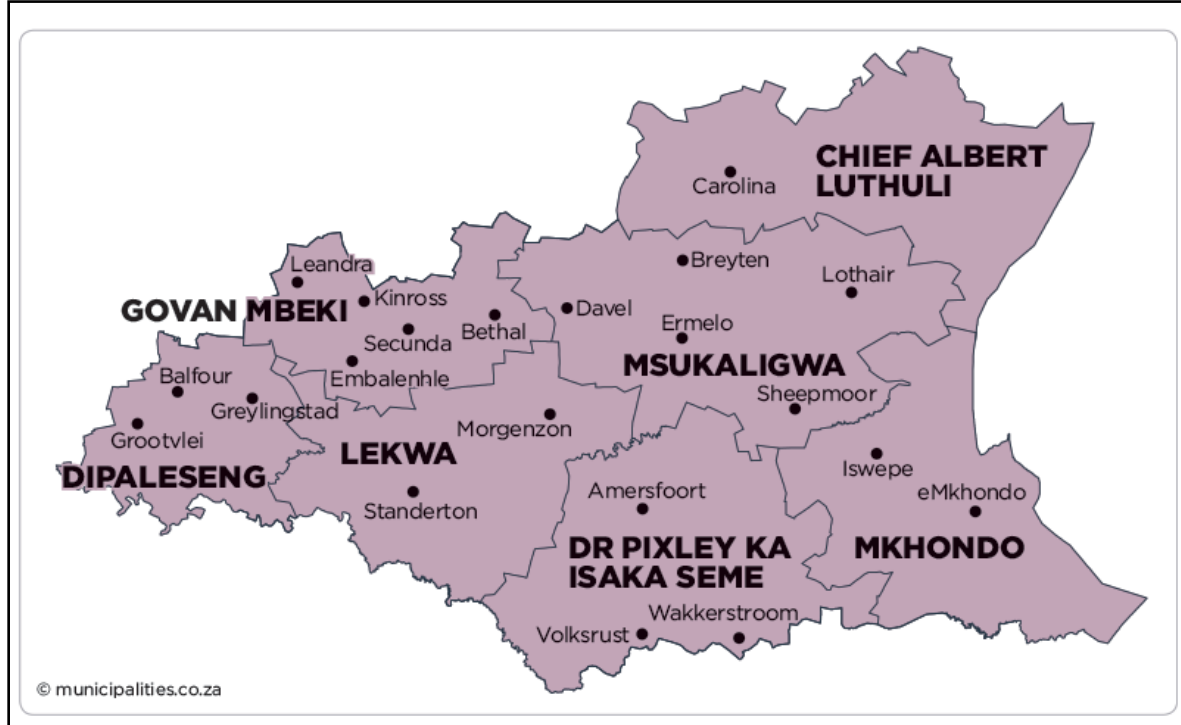 CHIEF ALBERT
LUTHULI
Carolina
Breyten
Lothair
Leandra
GOVAN MBEKI
Kinross
Davel
Secunda
Bethal
Ermelo
Embalenhle
MSUKALIGWA
Balfour
Sheepmoor
Greylingstad
Grootvlei
Morgenzon
LEKWA
DIPALESENG
Iswepe
Amersfoort
eMkhondo
Standerton
DR PIXLEY KA
ISAKA SEME
MKHONDO
Wakkerstroom
Volksrust
© municipalities.co.za